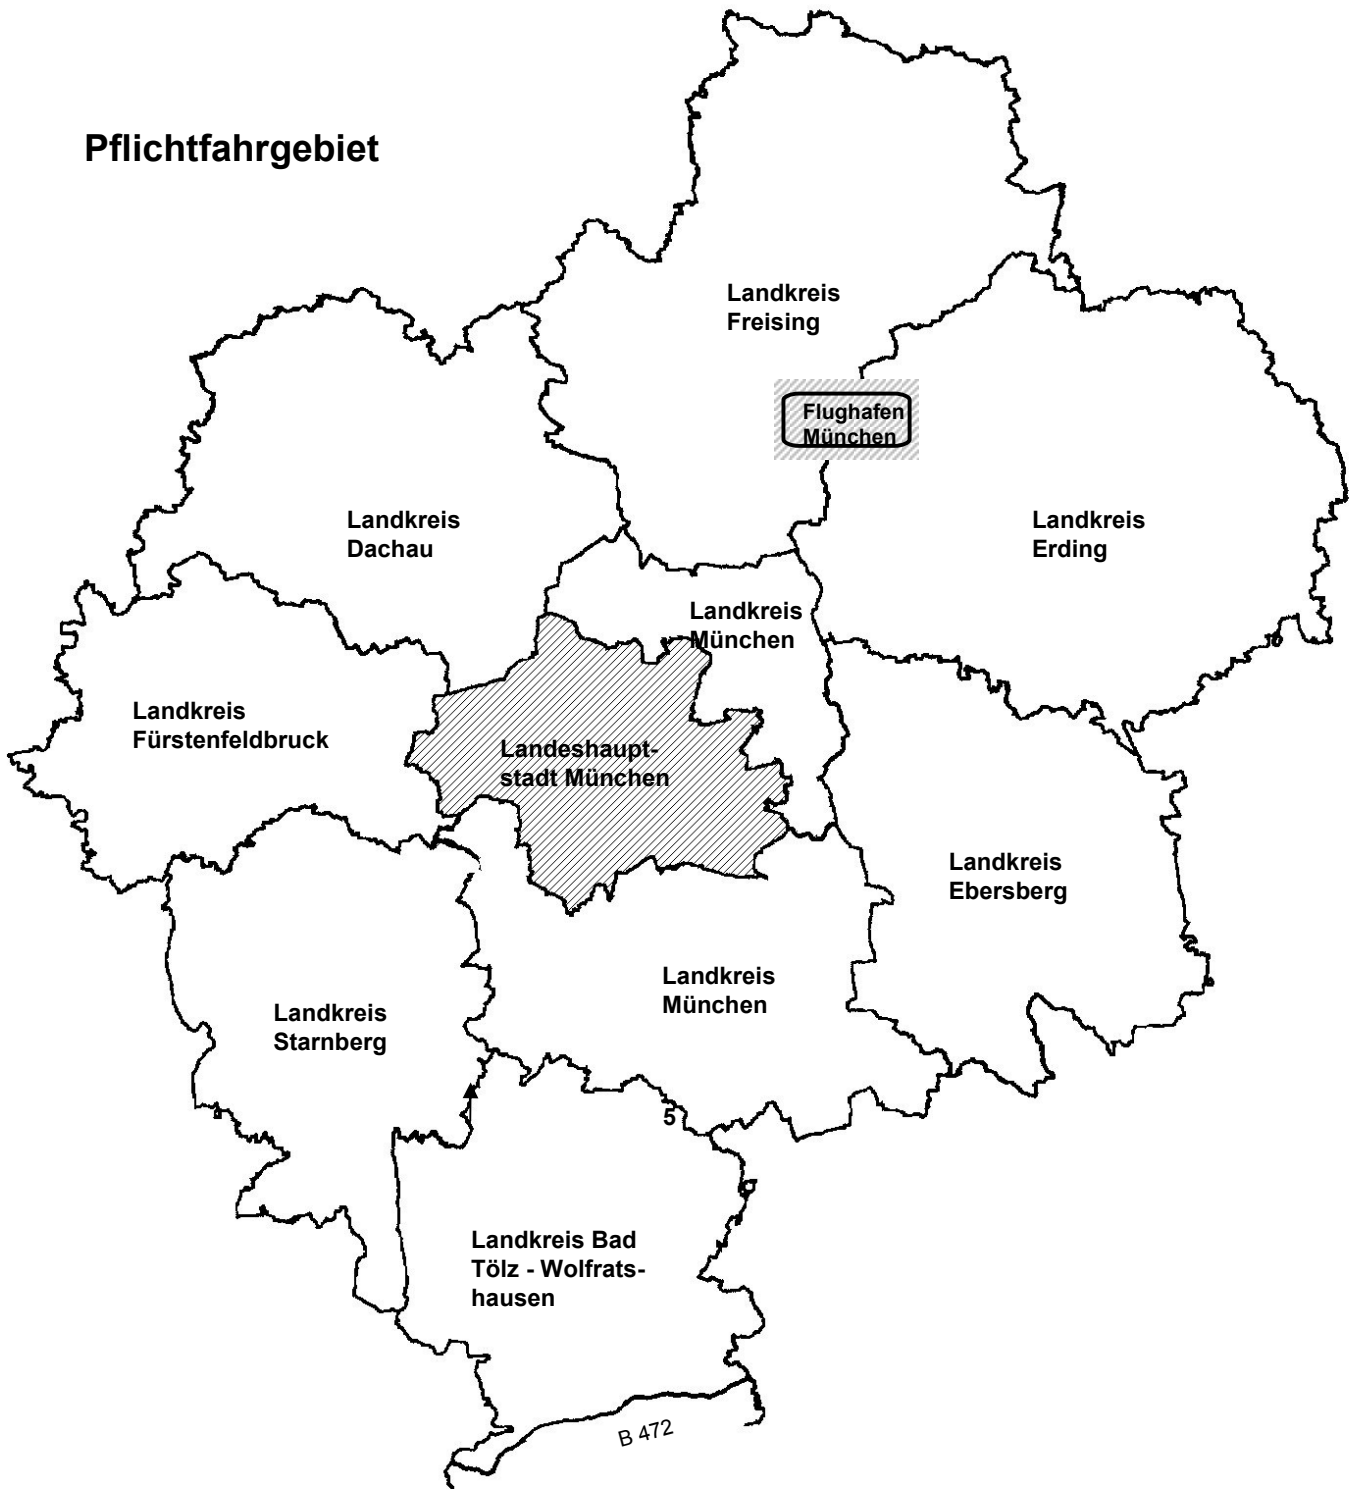 Pflichtfahrgebiet
Landkreis
Freising
Flughafen
München
Landkreis
Dachau
Landkreis
Erding
Landkreis
München
Landkreis
Fürstenfeldbruck
Landeshaupt-
stadt München
Landkreis
Ebersberg
Landkreis
München
Landkreis
Starnberg
5
Landkreis Bad
Tölz - Wolfrats-
hausen
B 472